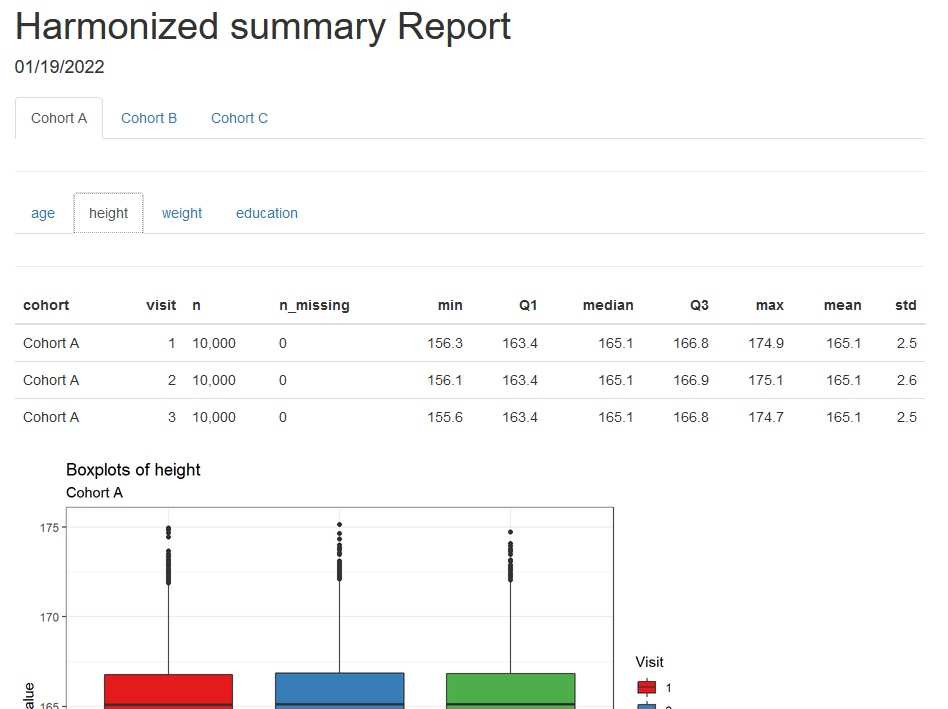 Harmonized summary Report
01/19/2022
Cohort A Cohort B Cohort C
age height weight education
cohort visit n n_missing min Q1 median Q3 max mean std
Cohort A 1 10,000 0 156.3 163.4 165.1 166.8 174.9 165.1 2.5
Cohort A 2 10,000 0 156.1 163.4 165.1 166.9 175.1 165.1 2.6
Cohort A 3 10,000 0 155.6 163.4 165.1 166.8 174.7 165.1 2.5
Boxplots of height
Cohort A
175
170
165
Visit
1